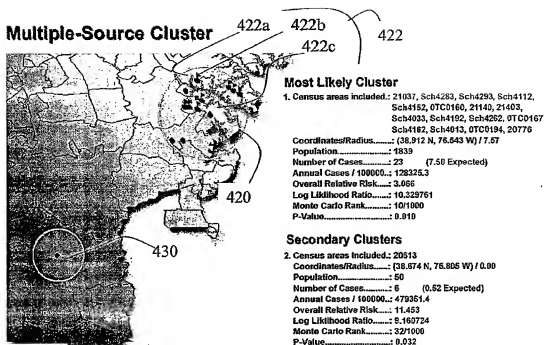 Multiple-Source Cluster
422a
422b
422c
422
420
430
Most Likely Cluster
1. Census areas included.: 21037, Sch4283, Sch4293, Sch4112,
Sch4152, OTC0160, 21140, 21403,
Sch4033, Sch4192, Sch4262, OTC0167
Sch4182, Sch4013, OTC0194, 20776
Coordinates/Radius........: (38.912 N, 76.543 W) / 7.57
Population....................: 1839
Number of Cases..........: 23 (7.50 Expected)
Annual Cases / 100000..: 128325.3
Overall Relative Risk.....: 3.066
Log Liklihood Ratio.......: 10.329761
Monte Carlo Rank..........: 10/1000
P-Value.........................: 0.010
Secondary Clusters
2. Census areas Included.: 20613
Coordinates/Radius........: (38.674 N, 76.805 W) / 0.00
Population....................: 50
Number of Cases..........: 6 (0.52 Expected)
Annual Cases / 100000..: 479351.4
Overall Relative Risk.....: 11.453
Log Liklihood Ratio.......: 9.160724
Monte Carlo Rank..........: 32/1000
P-Value.........................: 0.032